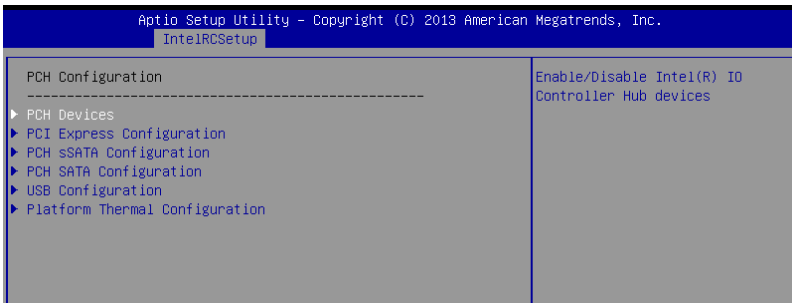 Aptio Setup Utility – Copyright (C) 2013 American Megatrends, Inc.
IntelRCSetup
PCH Configuration
Enable/Disable Intel(R) IO
Controller Hub devices
--------------------------------------------------
PCH Devices
PCI Express Configuration
PCH sSATA Configuration
PCH SATA Configuration
USB Configuration
Platform Thermal Configuration